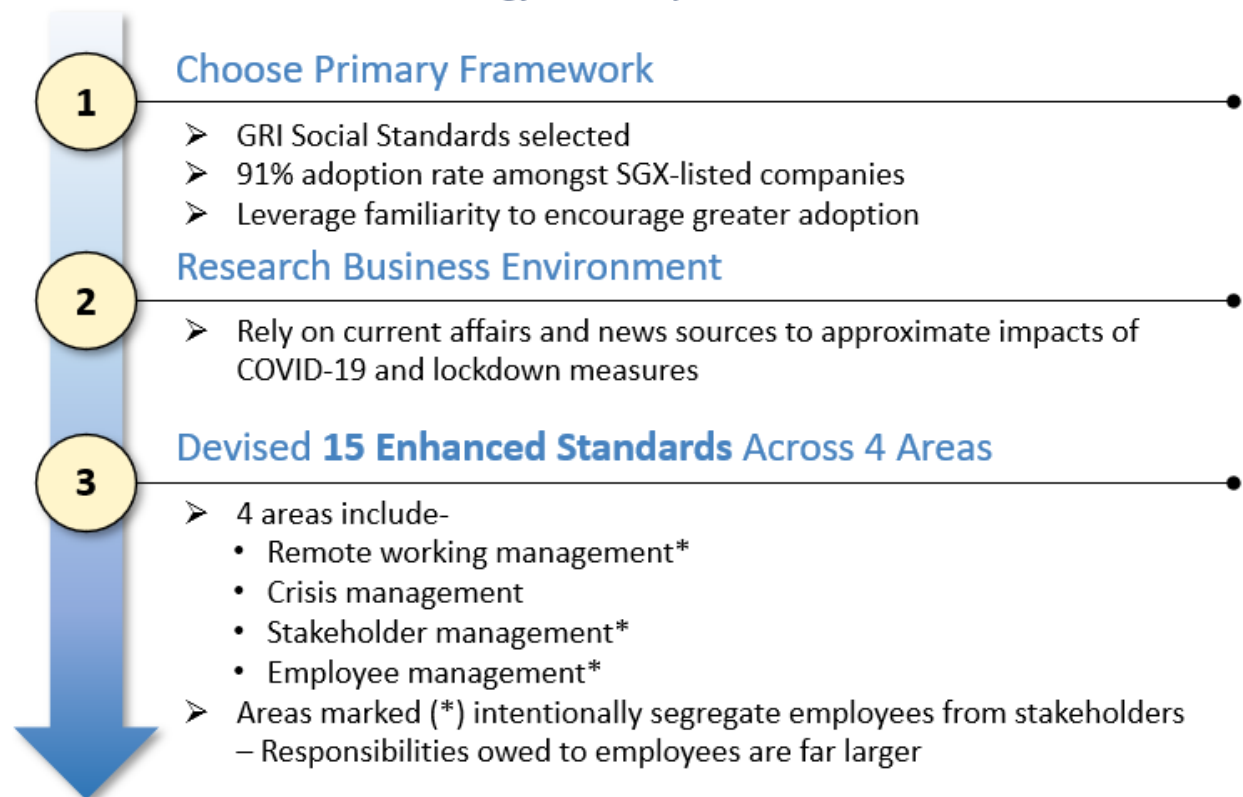 1
Choose Primary Framework
➢ GRI Social Standards selected
➢ 91% adoption rate amongst SGX-listed companies
➢ Leverage familiarity to encourage greater adoption
2
Research Business Environment
➢ Rely on current affairs and news sources to approximate impacts of
COVID-19 and lockdown measures
3
Devised 15 Enhanced Standards Across 4 Areas
➢ 4 areas include-
• Remote working management*
• Crisis management
• Stakeholder management*
• Employee management*
➢ Areas marked (*) intentionally segregate employees from stakeholders
– Responsibilities owed to employees are far larger